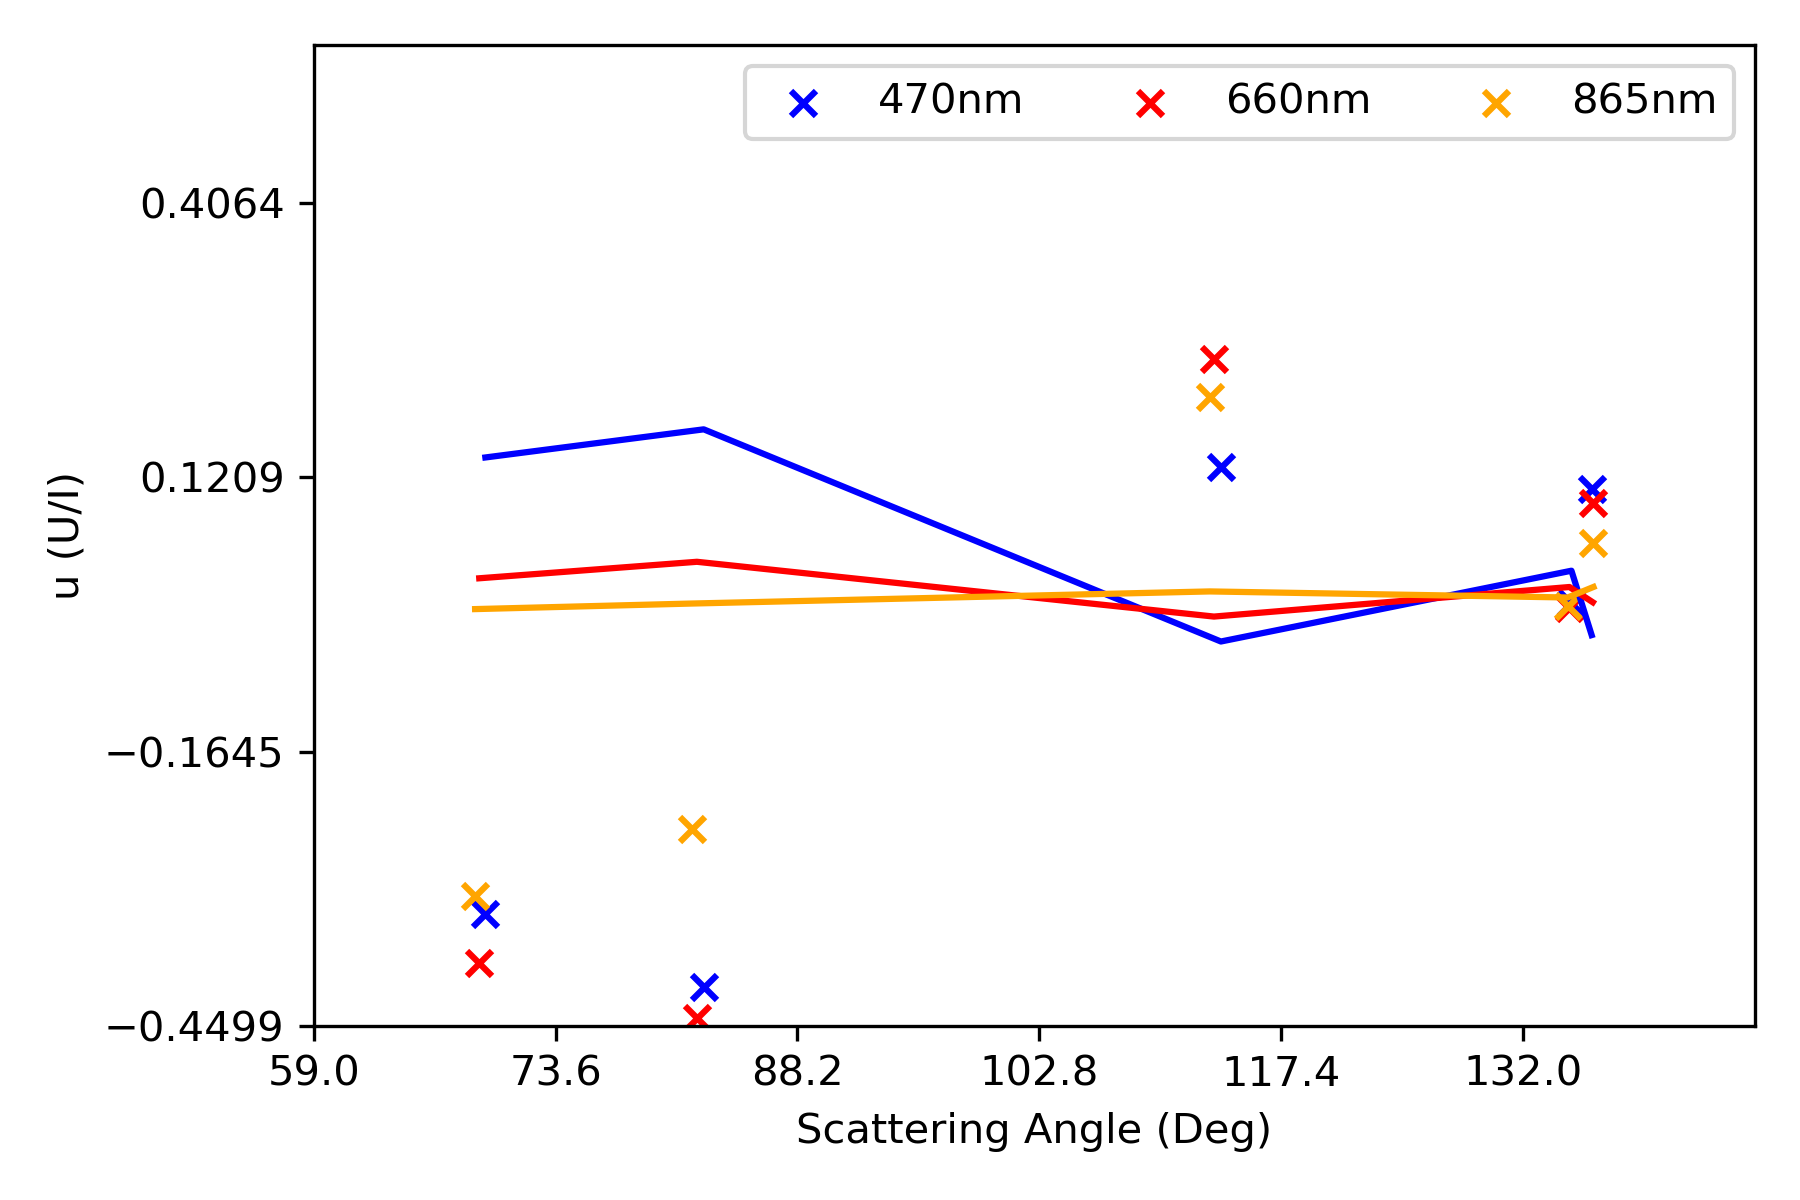 470nm 660nm 865nm
0.4064
0.1209
−0.1645
−0.4499
u (U/I)
59.0 73.6 88.2 102.8 117.4 132.0
Scattering Angle (Deg)